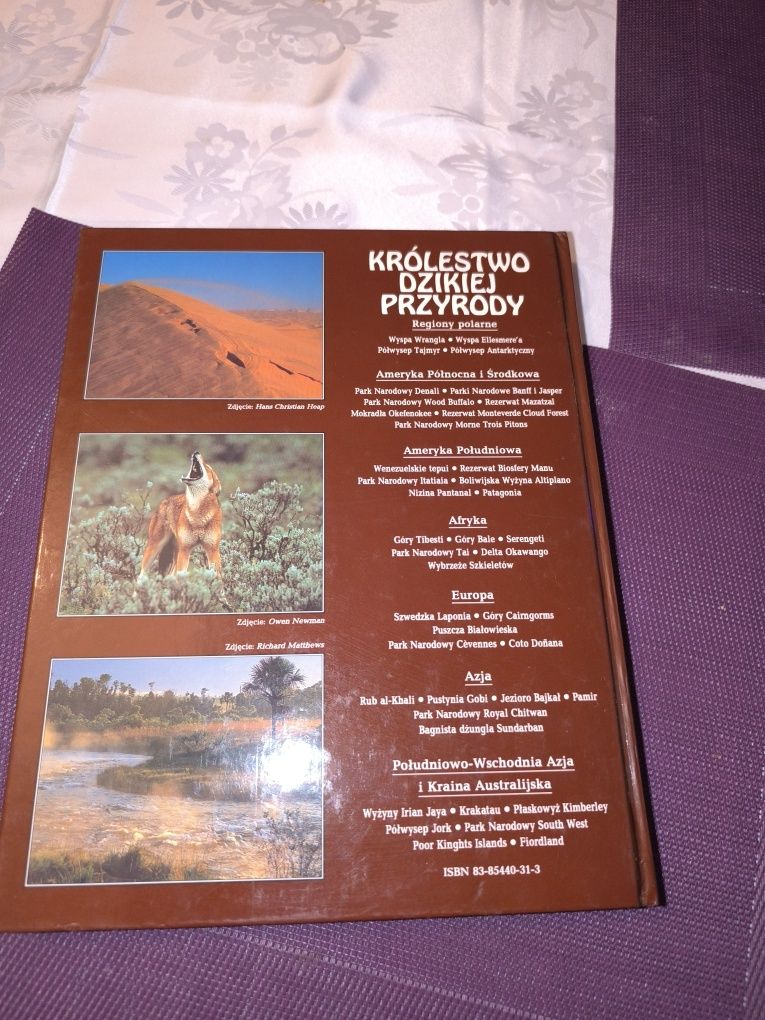 KRÓLESTWO
DZIKIEJ
PRZYRODY
Regiony polarne
Wyspa Wrangla ● Wyspa Ellesmere'a
Półwysep Tajmyr ● Półwysep Antarktyczny
Ameryka Północna i Środkowa
Park Narodowy Denali ● Parki Narodowe Banff i Jasper
Park Narodowy Wood Buffalo ● Rezerwat Mazatzal
Mokradła Okefenokee ● Rezerwat Monteverde Cloud Forest
Park Narodowy Morne Trois Pitons
Ameryka Południowa
Wenezuelskie tepui ● Rezerwat Biosfery Manu
Park Narodowy Itatiaia ● Boliwijska Wyżyna Altiplano
Nizina Pantanal ● Patagonia
Afryka
Góry Tibesti ● Góry Bale ● Serengeti
Park Narodowy Tai ● Delta Okawango
Wybrzeże Szkieletów
Europa
Szwedzka Laponia ● Góry Cairngorms
Puszcza Białowieska
Park Narodowy Cévennes ● Coto Doñana
Azja
Rub al-Khali ● Pustynia Gobi ● Jezioro Bajkał ● Pamir
Park Narodowy Royal Chitwan
Bagnista dżungla Sundarban
Południowo-Wschodnia Azja
i Kraina Australijska
Wyżyny Irian Jaya ● Krakatau ● Płaskowyż Kimberley
Półwysep Jork ● Park Narodowy South West
Poor Kinghts Islands ● Fiordland
ISBN 83-85440-31-3
Zdjęcie: Hans Christian Heap
Zdjęcie: Owen Newman
Zdjęcie: Richard Matthews